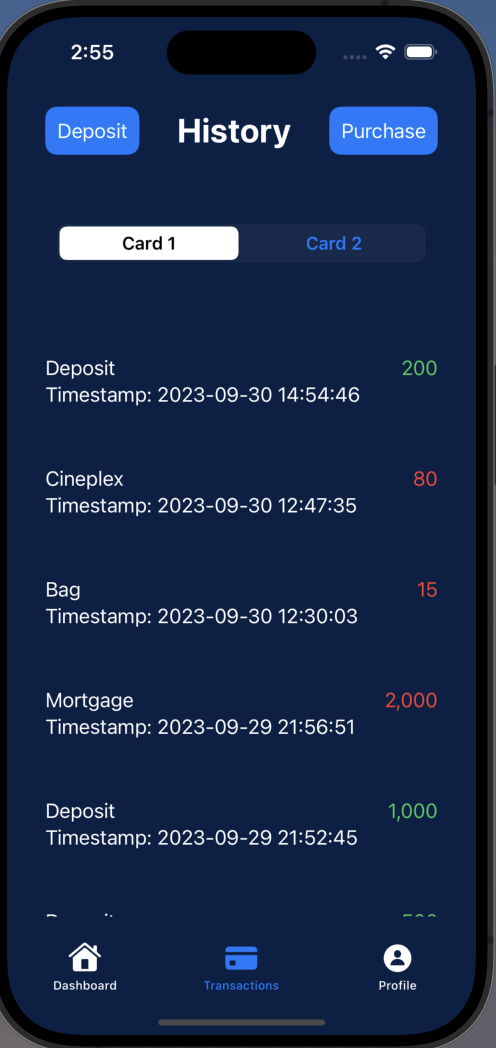 2:55
Deposit
History
Purchase
Card 1
Card 2
Deposit
200
Timestamp: 2023-09-30 14:54:46
Cineplex
80
Timestamp: 2023-09-30 12:47:35
Bag
15
Timestamp: 2023-09-30 12:30:03
Mortgage
2,000
Timestamp: 2023-09-29 21:56:51
Deposit
1,000
Timestamp: 2023-09-29 21:52:45
Dashboard
Transactions
Profile